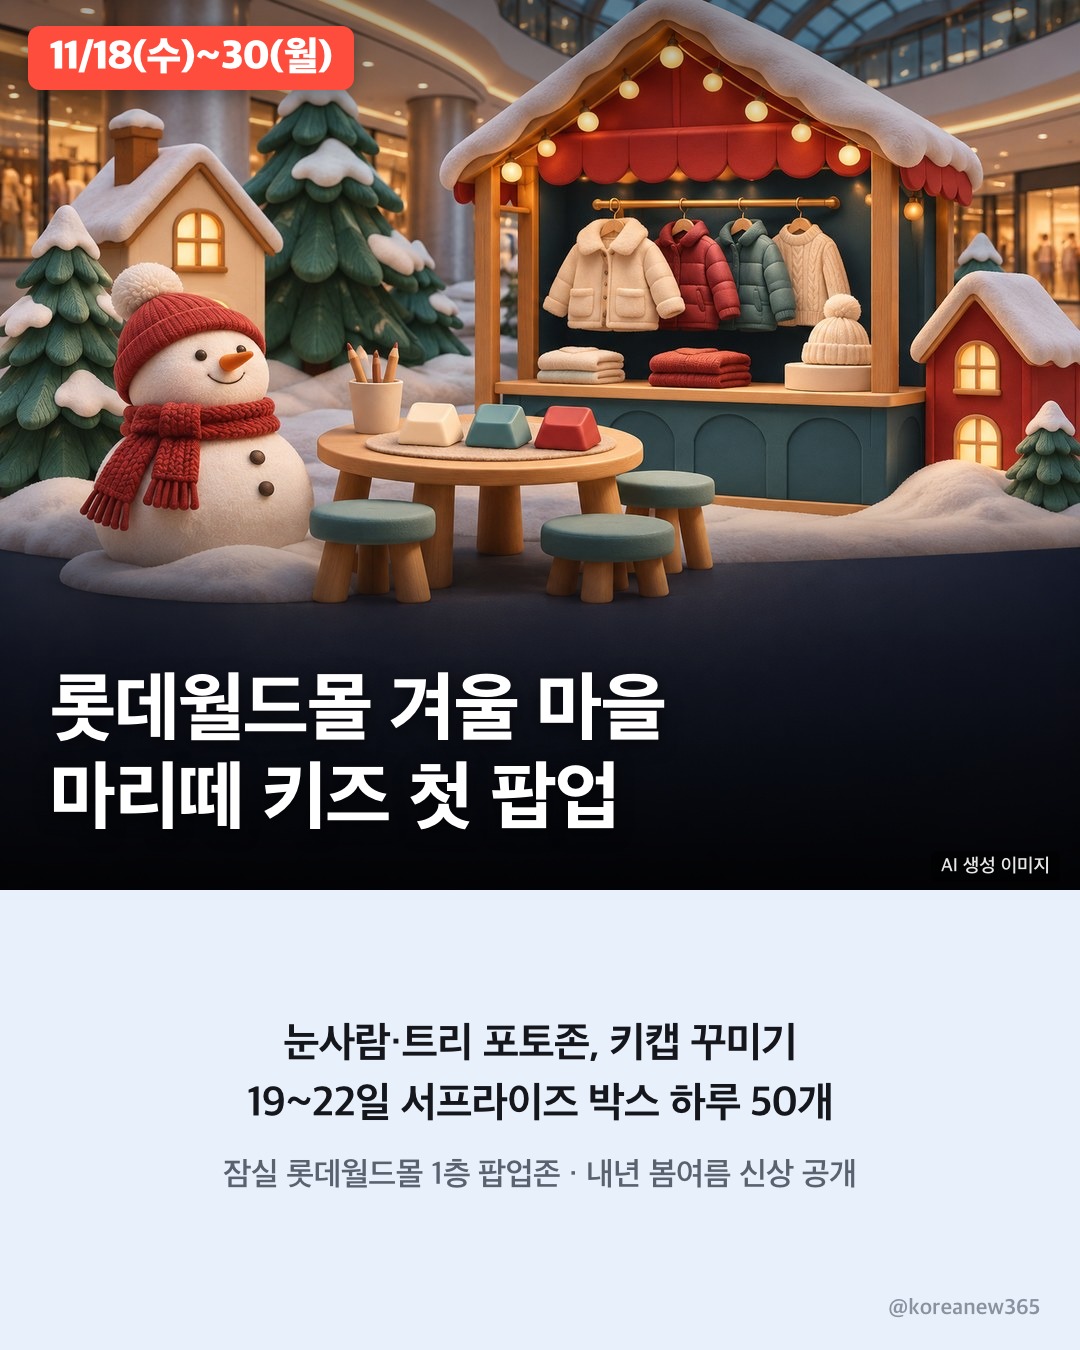 11/18(수)~30(월)
롯데월드몰 겨울 마을
마리떼 키즈 첫 팝업
AI 생성 이미지
눈사람·트리 포토존, 키캡 꾸미기
19~22일 서프라이즈 박스 하루 50개
잠실 롯데월드몰 1층 팝업존 · 내년 봄여름 신상 공개
@koreanew365